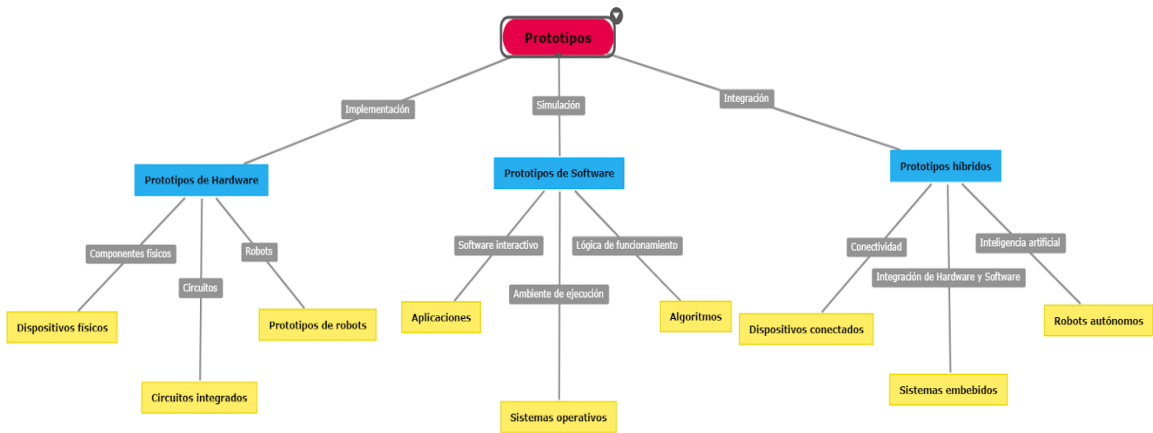 Prototipos
Implementación
Simulación
Integración
Prototipos de Hardware
Prototipos de Software
Prototipos híbridos
Componentes físicos
Circuitos
Robots
Software interactivo
Ambiente de ejecución
Lógica de funcionamiento
Conectividad
Integración de Hardware y Software
Inteligencia artificial
Dispositivos físicos
Circuitos integrados
Prototipos de robots
Aplicaciones
Sistemas operativos
Algoritmos
Dispositivos conectados
Sistemas embebidos
Robots autónomos